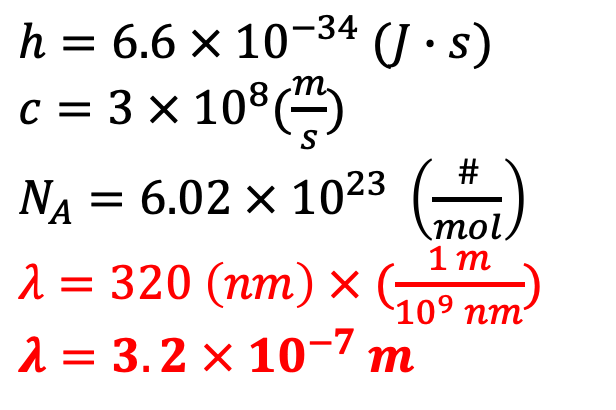 h = 6.6 × 10⁻³⁴ (J · s)
c = 3 × 10⁸(m/s)
N_A = 6.02 × 10²³ (#/mol)
λ = 320 (nm) × (1 m/10⁹ nm)
λ = 3.2 × 10⁻⁷ m